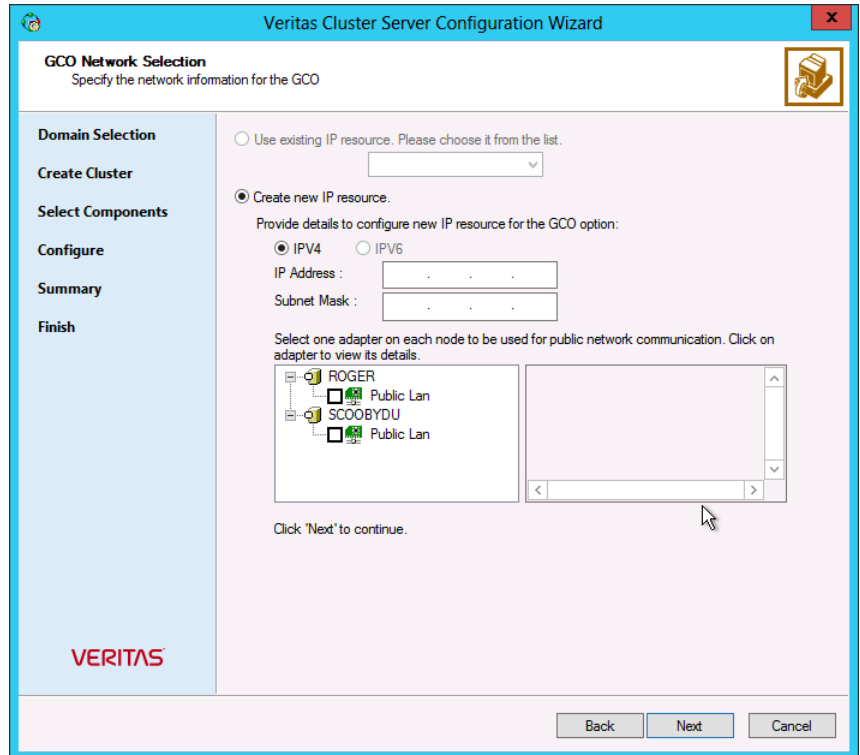 Veritas Cluster Server Configuration Wizard
x
GCO Network Selection
Specify the network information for the GCO
Domain Selection
Create Cluster
Select Components
Configure
Summary
Finish
VERITAS
Use existing IP resource. Please choose it from the list.
Create new IP resource.
Provide details to configure new IP resource for the GCO option:
IPV4 IPV6
IP Address : . . .
Subnet Mask : . . .
Select one adapter on each node to be used for public network communication. Click on
adapter to view its details.
ROGER
Public Lan
SCOOBYDU
Public Lan
Click 'Next' to continue.
Back Next Cancel